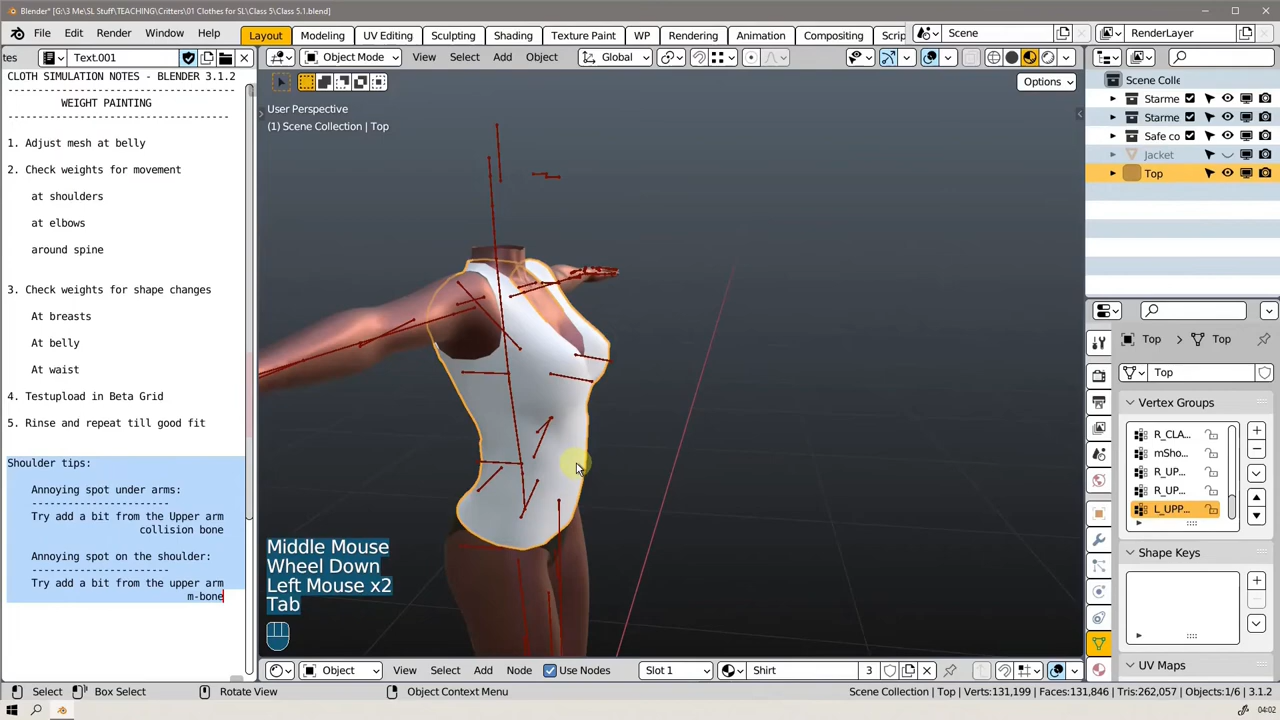 Blender* [G:\3 Me\SL Stuff\TEACHING\Critters\01 Clothes for SL\Class 5\Class 5.1.blend]
File Edit Render Window Help
Layout Modeling UV Editing Sculpting Shading Texture Paint WP Rendering Animation Compositing Scrip
Scene
RenderLayer
tes
Text.001
Object Mode
View Select Add Object
Global
CLOTH SIMULATION NOTES - BLENDER 3.1.2
-----------------------------------
WEIGHT PAINTING
-----------------------------------
1. Adjust mesh at belly
2. Check weights for movement
at shoulders
at elbows
around spine
3. Check weights for shape changes
At breasts
At belly
At waist
4. Testupload in Beta Grid
5. Rinse and repeat till good fit
Shoulder tips:
Annoying spot under arms:
-----------------------
Try add a bit from the Upper arm
collision bone
Annoying spot on the shoulder:
-----------------------
Try add a bit from the upper arm
m-bone
Options
User Perspective
(1) Scene Collection | Top
Middle Mouse
Wheel Down
Left Mouse x2
Tab
Scene Colle
Starme
Starme
Safe co
Jacket
Top
Top
Top
Top
Vertex Groups
R_CLA...
mSho...
R_UP...
R_UP...
L_UPP...
Shape Keys
UV Maps
Object
View Select Add Node
Use Nodes
Slot 1
Shirt
3
Select
Box Select
Rotate View
Object Context Menu
Scene Collection | Top | Verts:131,199 | Faces:131,846 | Tris:262,057 | Objects:1/6 | 3.1.2
04:02